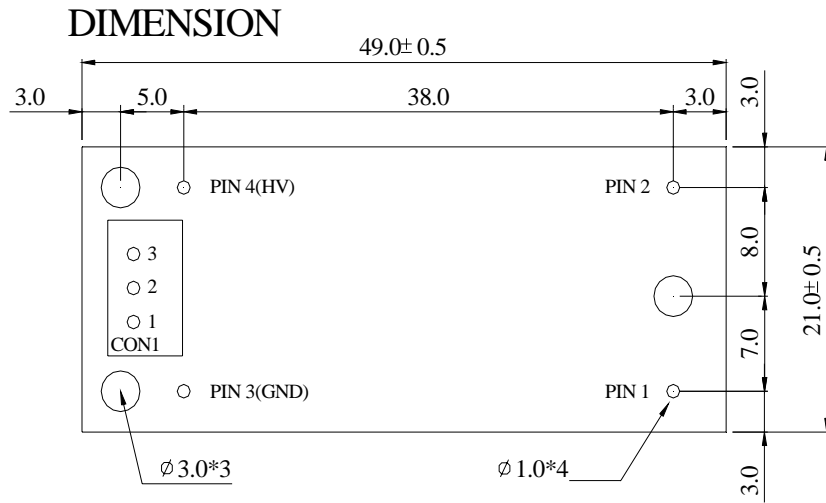 DIMENSION
49.0± 0.5
3.0
5.0
38.0
3.0
3.0
PIN 4(HV)
PIN 2
3
8.0
21.0± 0.5
2
1
7.0
CON1
PIN 3(GND)
PIN 1
⌀ 3.0*3
⌀ 1.0*4
3.0